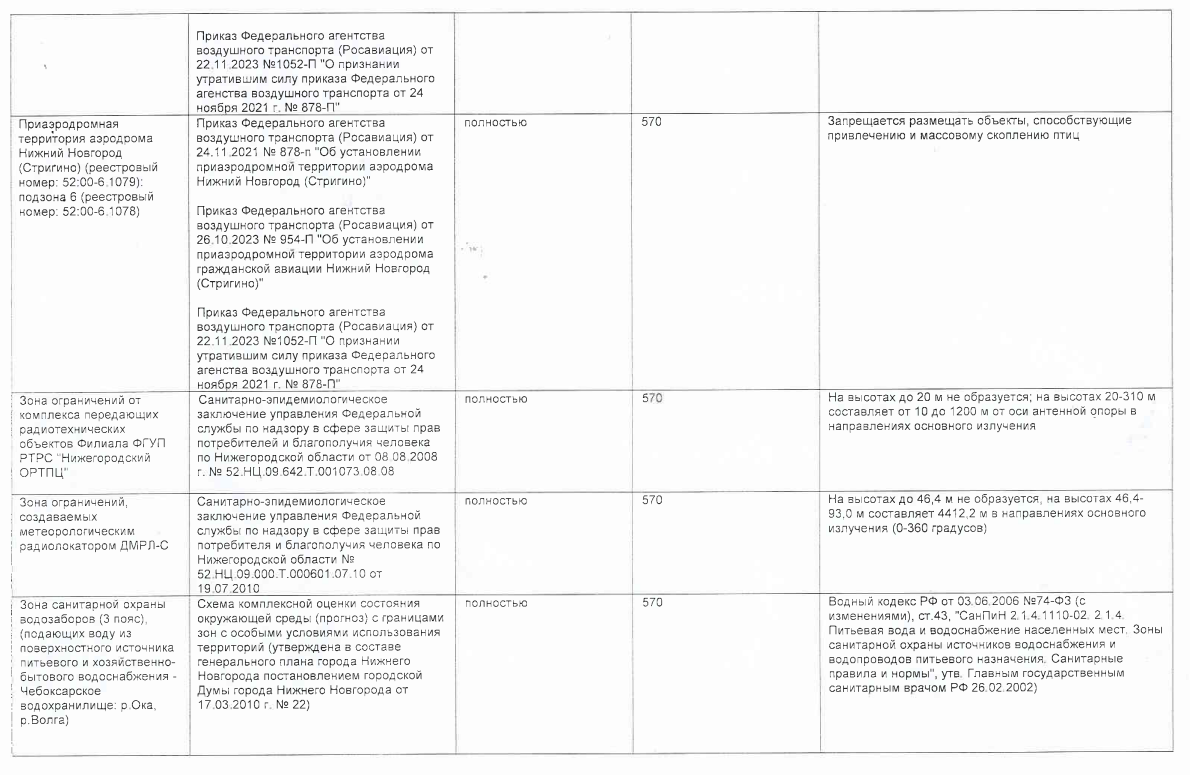 Приказ Федерального агентства
воздушного транспорта (Росавиация) от
22.11.2023 №1052-П "О признании
утратившим силу приказа Федерального
агенства воздушного транспорта от 24
ноября 2021 г. № 878-П"
Приаэродромная
территория аэродрома
Нижний Новгород
(Стригино) (реестровый
номер: 52:00-6.1079):
подзона 6 (реестровый
номер: 52:00-6.1078)
Приказ Федерального агентства
воздушного транспорта (Росавиация) от
24.11.2021 № 878-п "Об установлении
приаэродромной территории аэродрома
Нижний Новгород (Стригино)"
Приказ Федерального агентства
воздушного транспорта (Росавиация) от
26.10.2023 № 954-П "Об установлении
приаэродромной территории аэродрома
гражданской авиации Нижний Новгород
(Стригино)"
Приказ Федерального агентства
воздушного транспорта (Росавиация) от
22.11.2023 №1052-П "О признании
утратившим силу приказа Федерального
агенства воздушного транспорта от 24
ноября 2021 г. № 878-П"
полностью
570
Запрещается размещать объекты, способствующие
привлечению и массовому скоплению птиц
Зона ограничений от
комплекса передающих
радиотехнических
объектов Филиала ФГУП
РТРС "Нижегородский
ОРТПЦ"
Санитарно-эпидемиологическое
заключение управления Федеральной
службы по надзору в сфере защиты прав
потребителей и благополучия человека
по Нижегородской области от 08.08.2008
г. № 52.НЦ.09.642.Т.001073.08.08
полностью
570
На высотах до 20 м не образуется; на высотах 20-310 м
составляет от 10 до 1200 м от оси антенной опоры в
направлениях основного излучения
Зона ограничений,
создаваемых
метеорологическим
радиолокатором ДМРЛ-С
Санитарно-эпидемиологическое
заключение управления Федеральной
службы по надзору в сфере защиты прав
потребителя и благополучия человека по
Нижегородской области №
52.НЦ.09.000.Т.000601.07.10 от
19.07.2010
полностью
570
На высотах до 46,4 м не образуется, на высотах 46,4-
93,0 м составляет 4412,2 м в направлениях основного
излучения (0-360 градусов)
Зона санитарной охраны
водозаборов (3 пояс),
(подающих воду из
поверхностного источника
питьевого и хозяйственно-
бытового водоснабжения -
Чебоксарское
водохранилище: р.Ока,
р.Волга)
Схема комплексной оценки состояния
окружающей среды (прогноз) с границами
зон с особыми условиями использования
территорий (утверждена в составе
генерального плана города Нижнего
Новгорода постановлением городской
Думы города Нижнего Новгорода от
17.03.2010 г. № 22)
полностью
570
Водный кодекс РФ от 03.06.2006 №74-ФЗ (с
изменениями), ст.43, "СанПиН 2.1.4.1110-02. 2.1.4.
Питьевая вода и водоснабжение населенных мест. Зоны
санитарной охраны источников водоснабжения и
водопроводов питьевого назначения. Санитарные
правила и нормы", утв. Главным государственным
санитарным врачом РФ 26.02.2002)